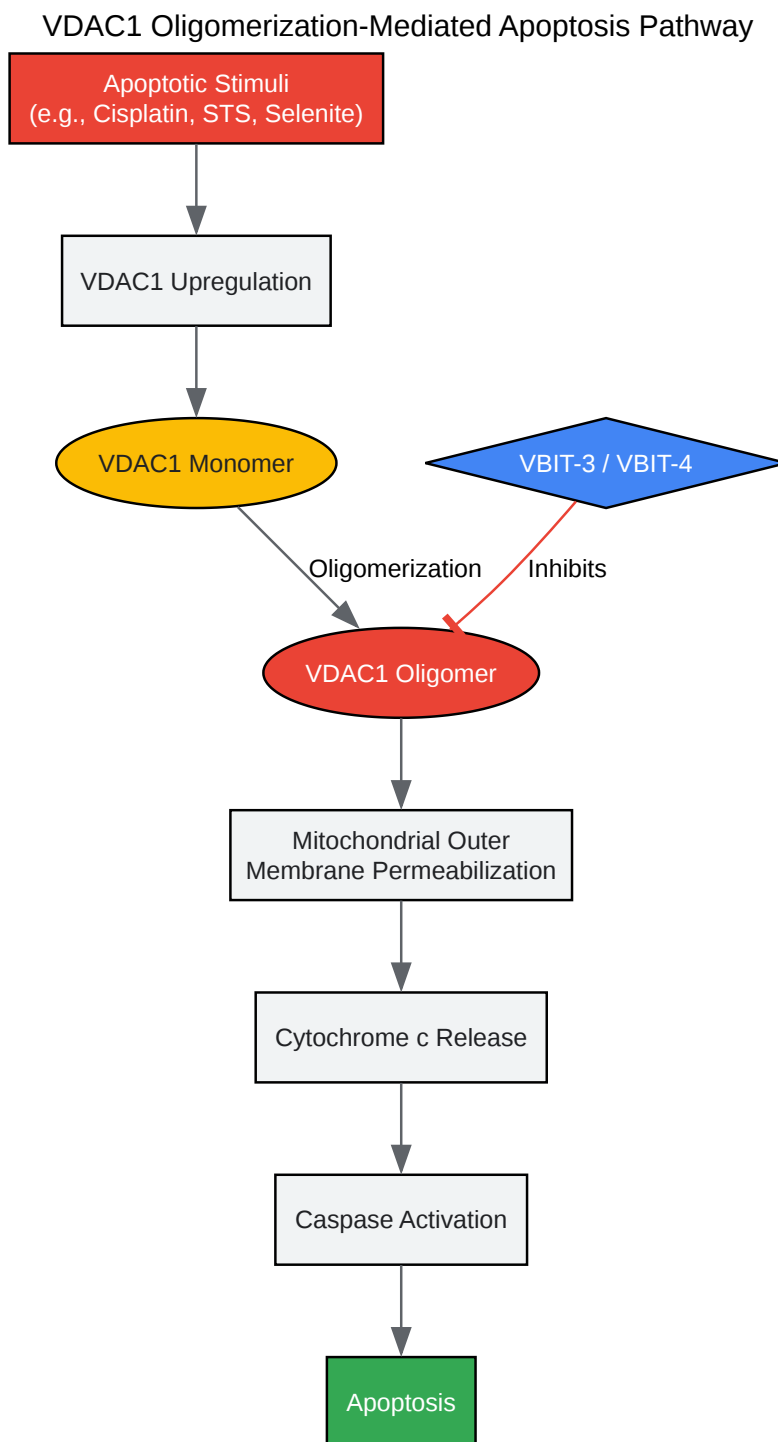 VDAC1 Oligomerization-Mediated Apoptosis Pathway
Apoptotic Stimuli
(e.g., Cisplatin, STS, Selenite)
VDAC1 Upregulation
VDAC1 Monomer
VBIT-3 / VBIT-4
Oligomerization
Inhibits
VDAC1 Oligomer
Mitochondrial Outer
Membrane Permeabilization
Cytochrome c Release
Caspase Activation
Apoptosis